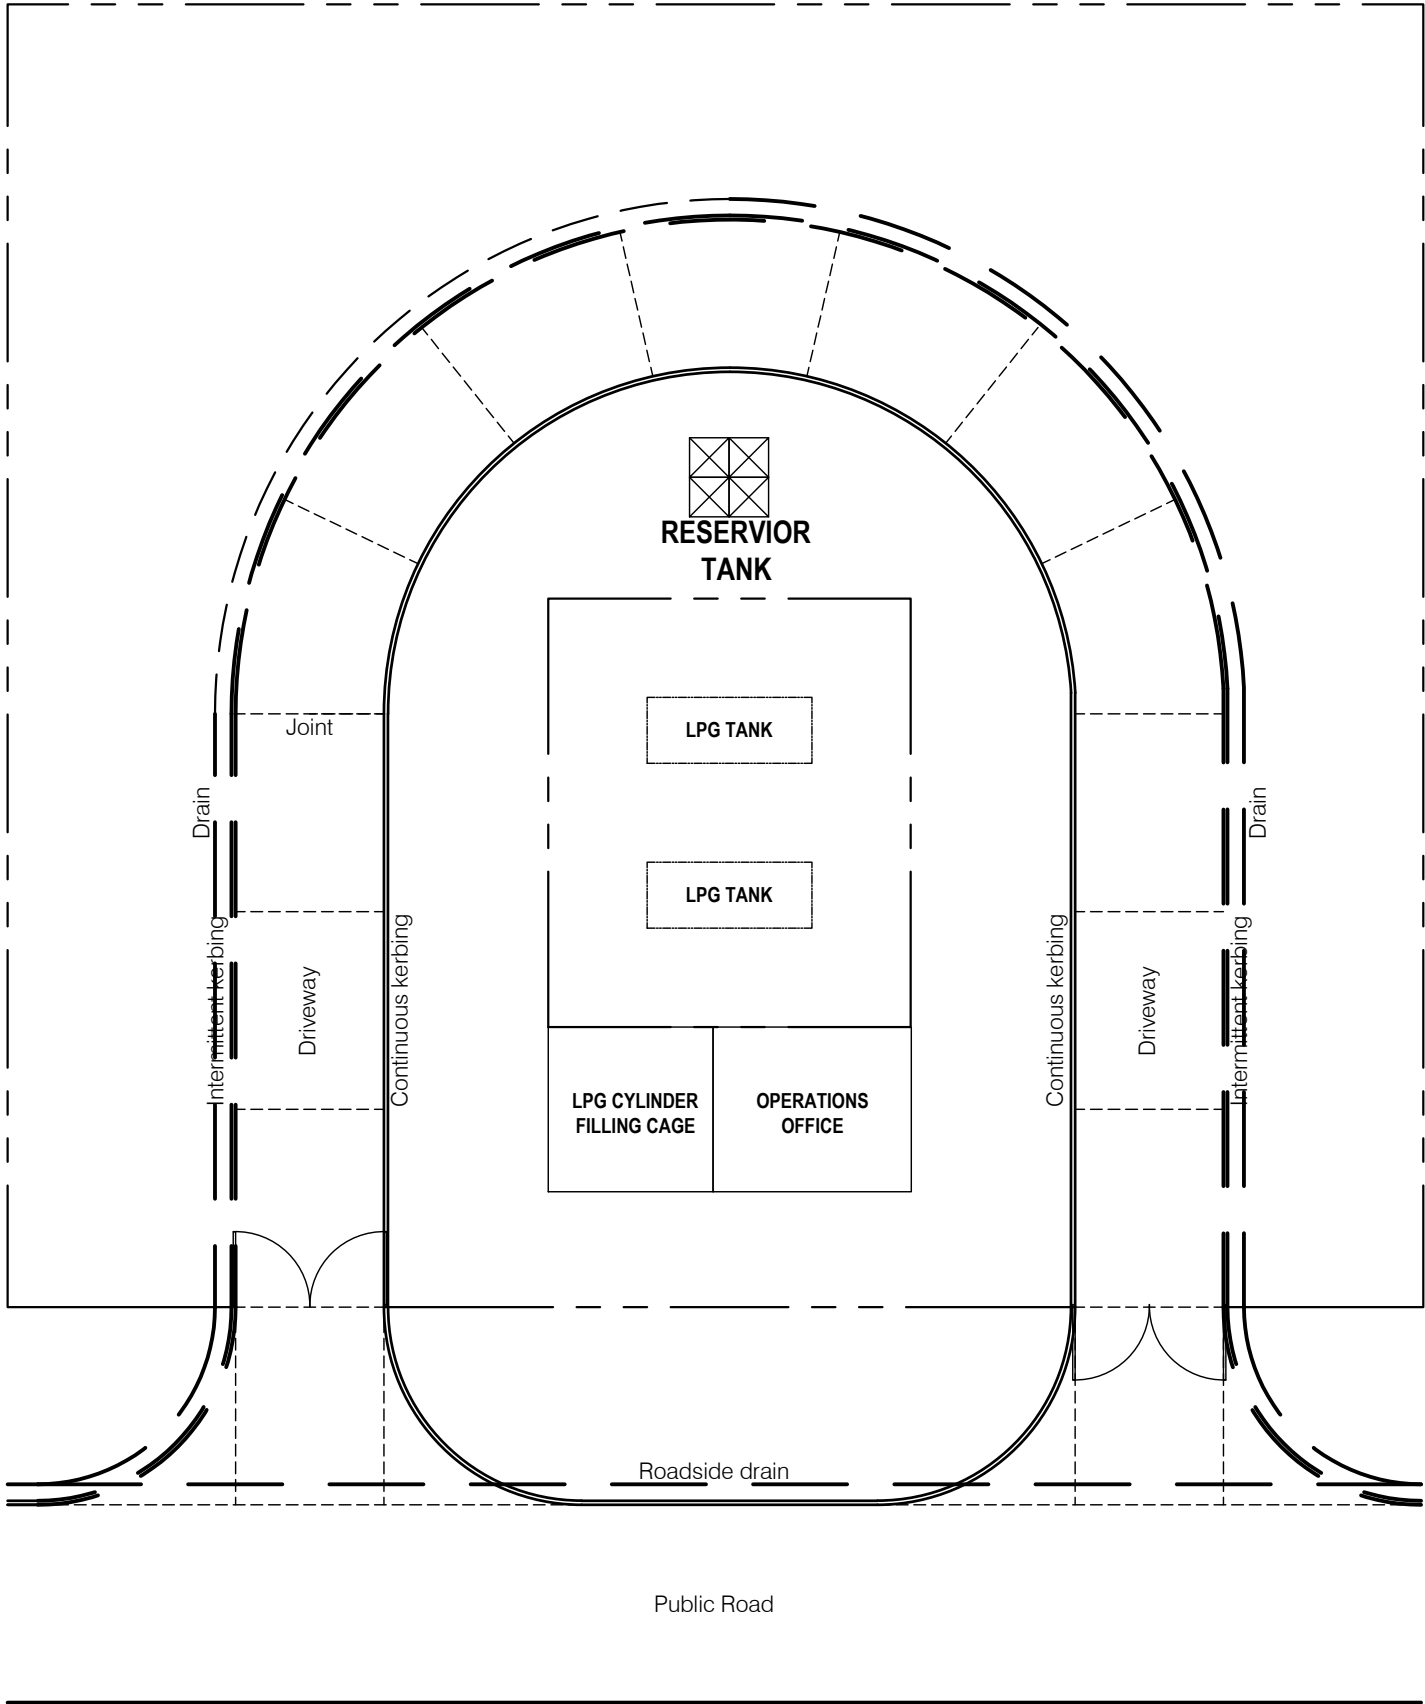 RESERVIOR
TANK
LPG TANK
Joint
Drain
Drain
LPG TANK
Intermittent kerbing
Driveway
Continuous kerbing
Continuous kerbing
Driveway
Intermittent kerbing
LPG CYLINDER
FILLING CAGE
OPERATIONS
OFFICE
Roadside drain
Public Road